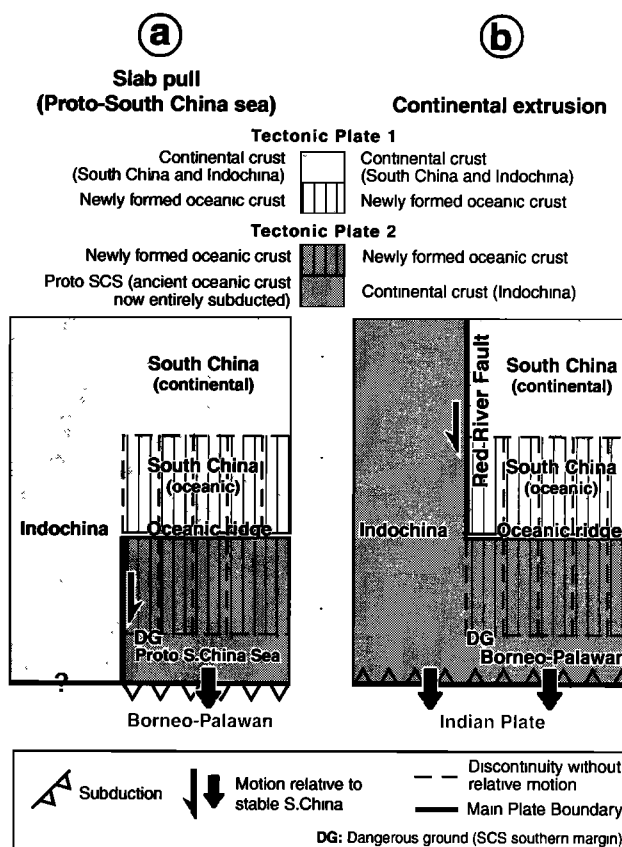 a
b
Slab pull
(Proto-South China sea)
Continental extrusion
Tectonic Plate 1
Continental crust
(South China and Indochina)
Continental crust
(South China and Indochina)
Newly formed oceanic crust
Newly formed oceanic crust
Tectonic Plate 2
Newly formed oceanic crust
Newly formed oceanic crust
Proto SCS (ancient oceanic crust
now entirely subducted)
Continental crust (Indochina)
South China
(continental)
South China
(oceanic)
Indochina
Oceanic ridge
DG
Proto S.China Sea
?
Borneo-Palawan
Red-River Fault
South China
(continental)
South China
(oceanic)
Indochina
Oceanic ridge
DG
Borneo-Palawan
Indian Plate
Subduction
Motion relative to
stable S.China
Discontinuity without
relative motion
Main Plate Boundary
DG: Dangerous ground (SCS southern margin)